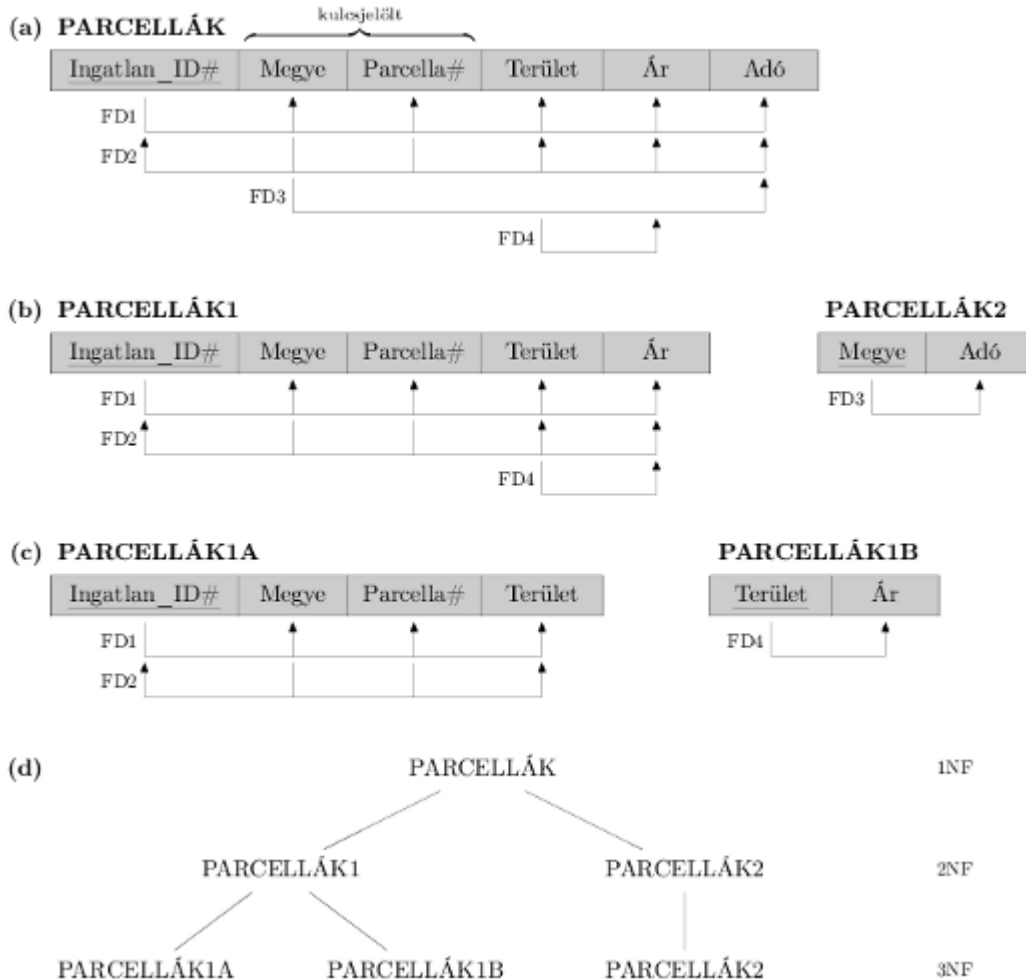 kulcsjelölt
(a) PARCELLÁK
Ingatlan_ID# Megye Parcella# Terület Ár Adó
FD1
FD2
FD3
FD4
(b) PARCELLÁK1 PARCELLÁK2
Ingatlan_ID# Megye Parcella# Terület Ár Megye Adó
FD1 FD3
FD2
FD4
(c) PARCELLÁK1A PARCELLÁK1B
Ingatlan_ID# Megye Parcella# Terület Terület Ár
FD1 FD4
FD2
(d) PARCELLÁK 1NF
PARCELLÁK1 PARCELLÁK2 2NF
PARCELLÁK1A PARCELLÁK1B PARCELLÁK2 3NF